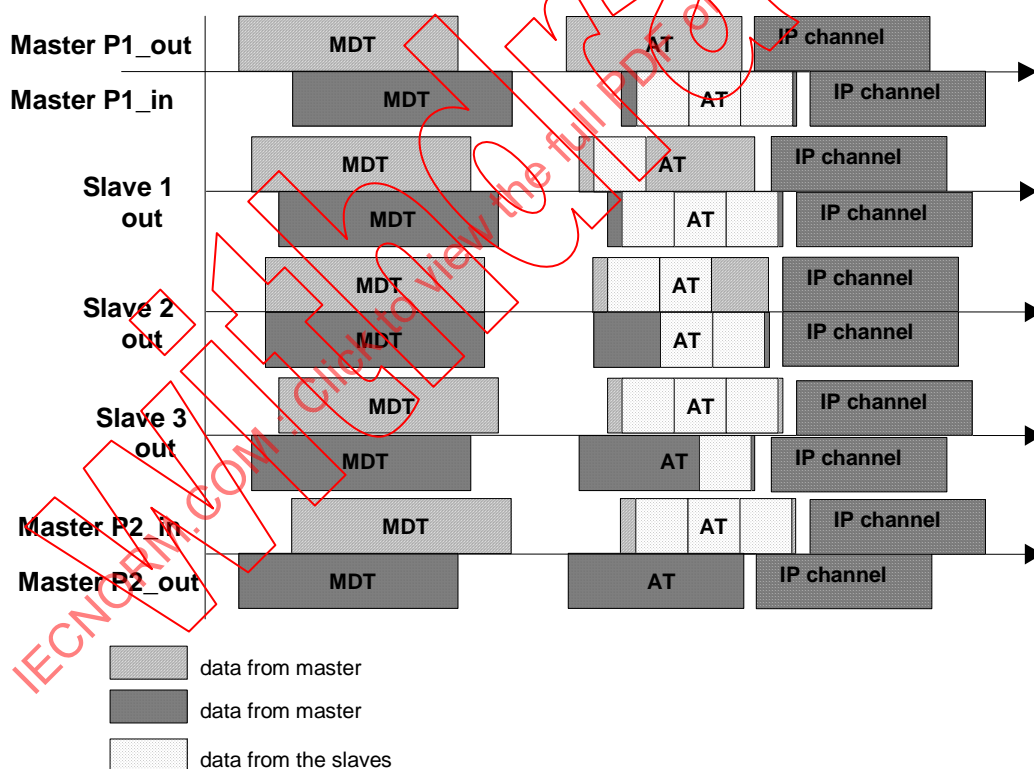 Master P1_out MDT AT IP channel
Master P1_in MDT AT IP channel
Slave 1 out MDT AT IP channel
MDT AT IP channel
Slave 2 out MDT AT IP channel
MDT AT IP channel
Slave 3 out MDT AT IP channel
MDT AT IP channel
Master P2_in MDT AT IP channel
Master P2_out MDT AT IP channel
data from master
data from master
data from the slaves
IECNORM.COM : Click to view the full PDF